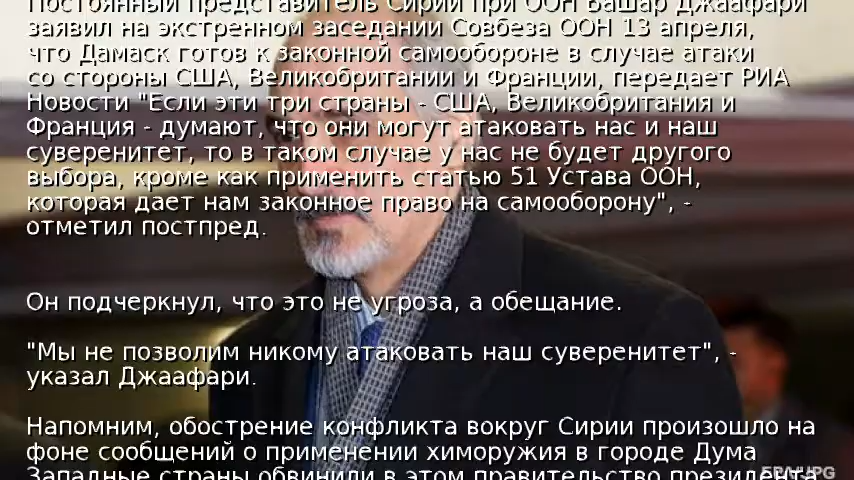 Постоянный представитель Сирии при ООН Башар Джаафари
заявил на экстренном заседании Совбеза ООН 13 апреля,
что Дамаск готов к законной самообороне в случае атаки
со стороны США, Великобритании и Франции, передает РИА
Новости "Если эти три страны - США, Великобритания и
Франция - думают, что они могут атаковать нас и наш
суверенитет, то в таком случае у нас не будет другого
выбора, кроме как применить статью 51 Устава ООН,
которая дает нам законное право на самооборону", -
отметил постпред.
Он подчеркнул, что это не угроза, а обещание.
"Мы не позволим никому атаковать наш суверенитет", -
указал Джаафари.
Напомним, обострение конфликта вокруг Сирии произошло на
фоне сообщений о применении химоружия в городе Дума
Западные страны обвинили в этом правительство президента